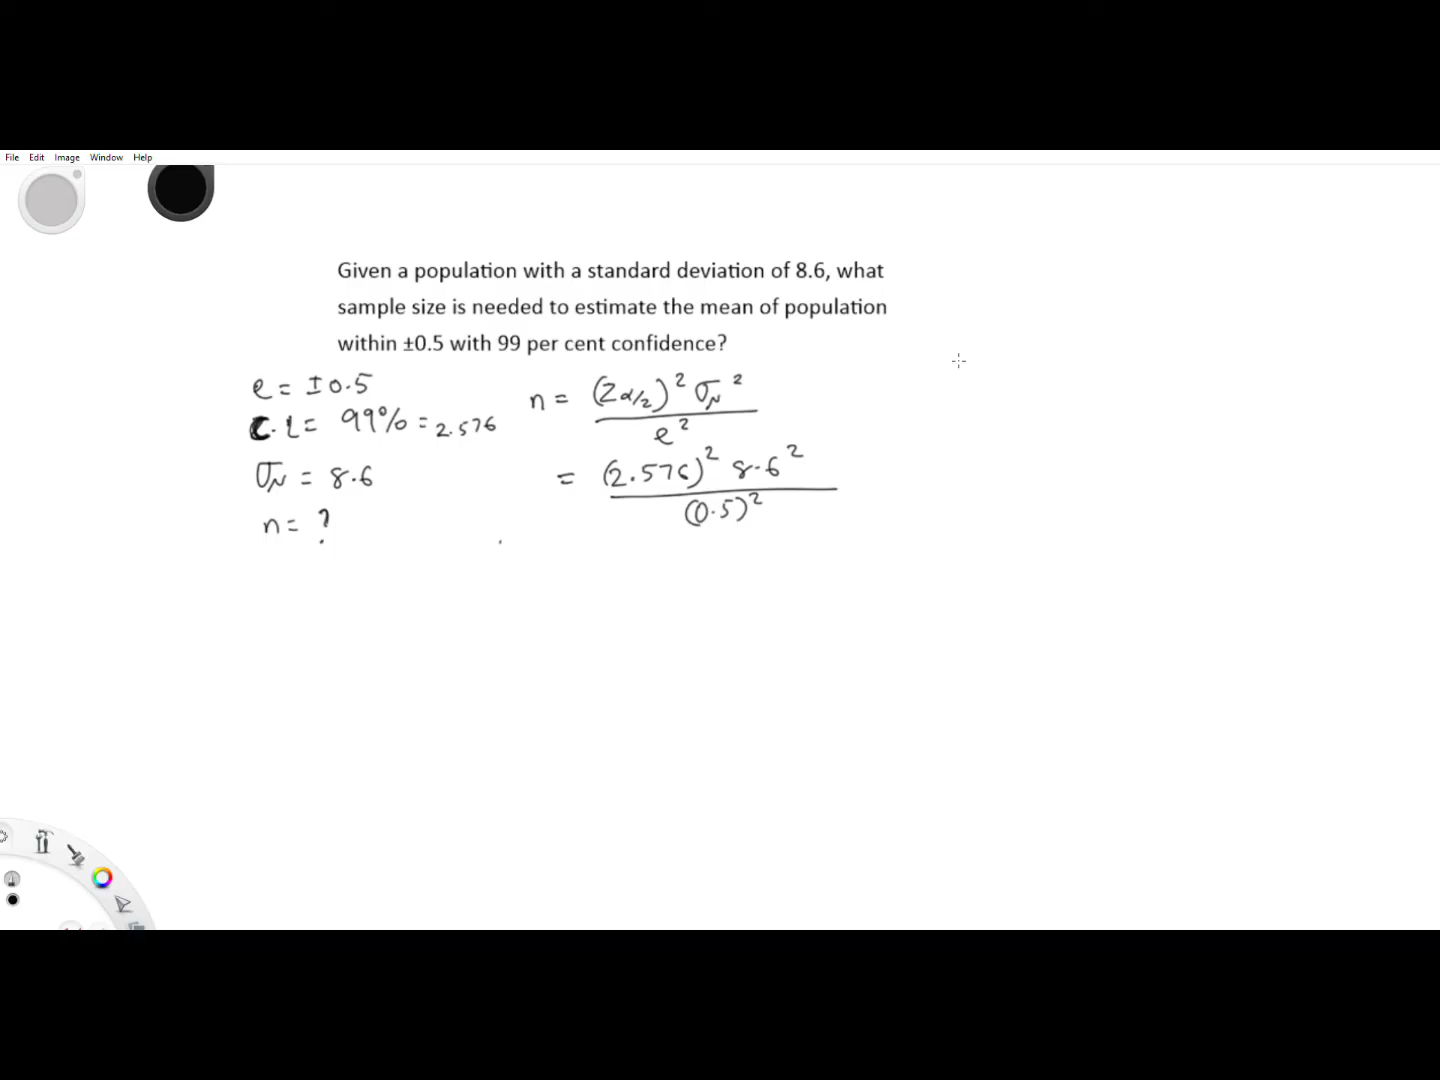 File Edit Image Window Help
Given a population with a standard deviation of 8.6, what
sample size is needed to estimate the mean of population
within ±0.5 with 99 per cent confidence?
e = ±0.5
C.L = 99% = 2.576
σN = 8.6
n = ?
n = (Zα/2)² σN² / e²
= (2.576)² 8.6² / (0.5)²